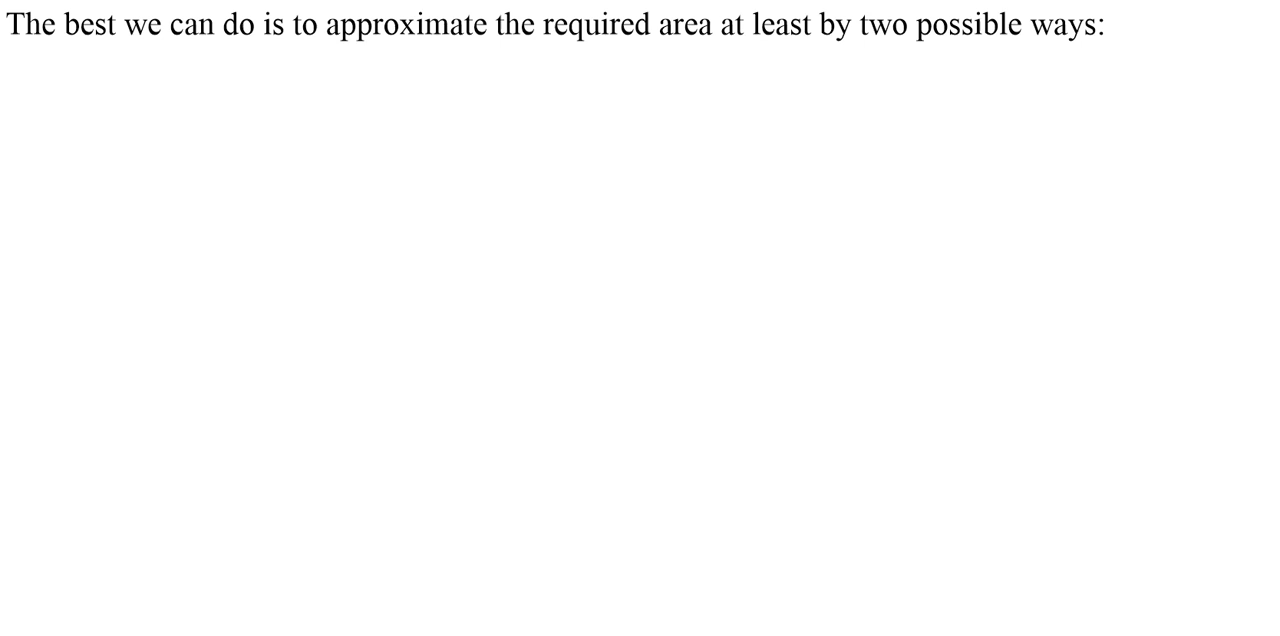 The best we can do is to approximate the required area at least by two possible ways: